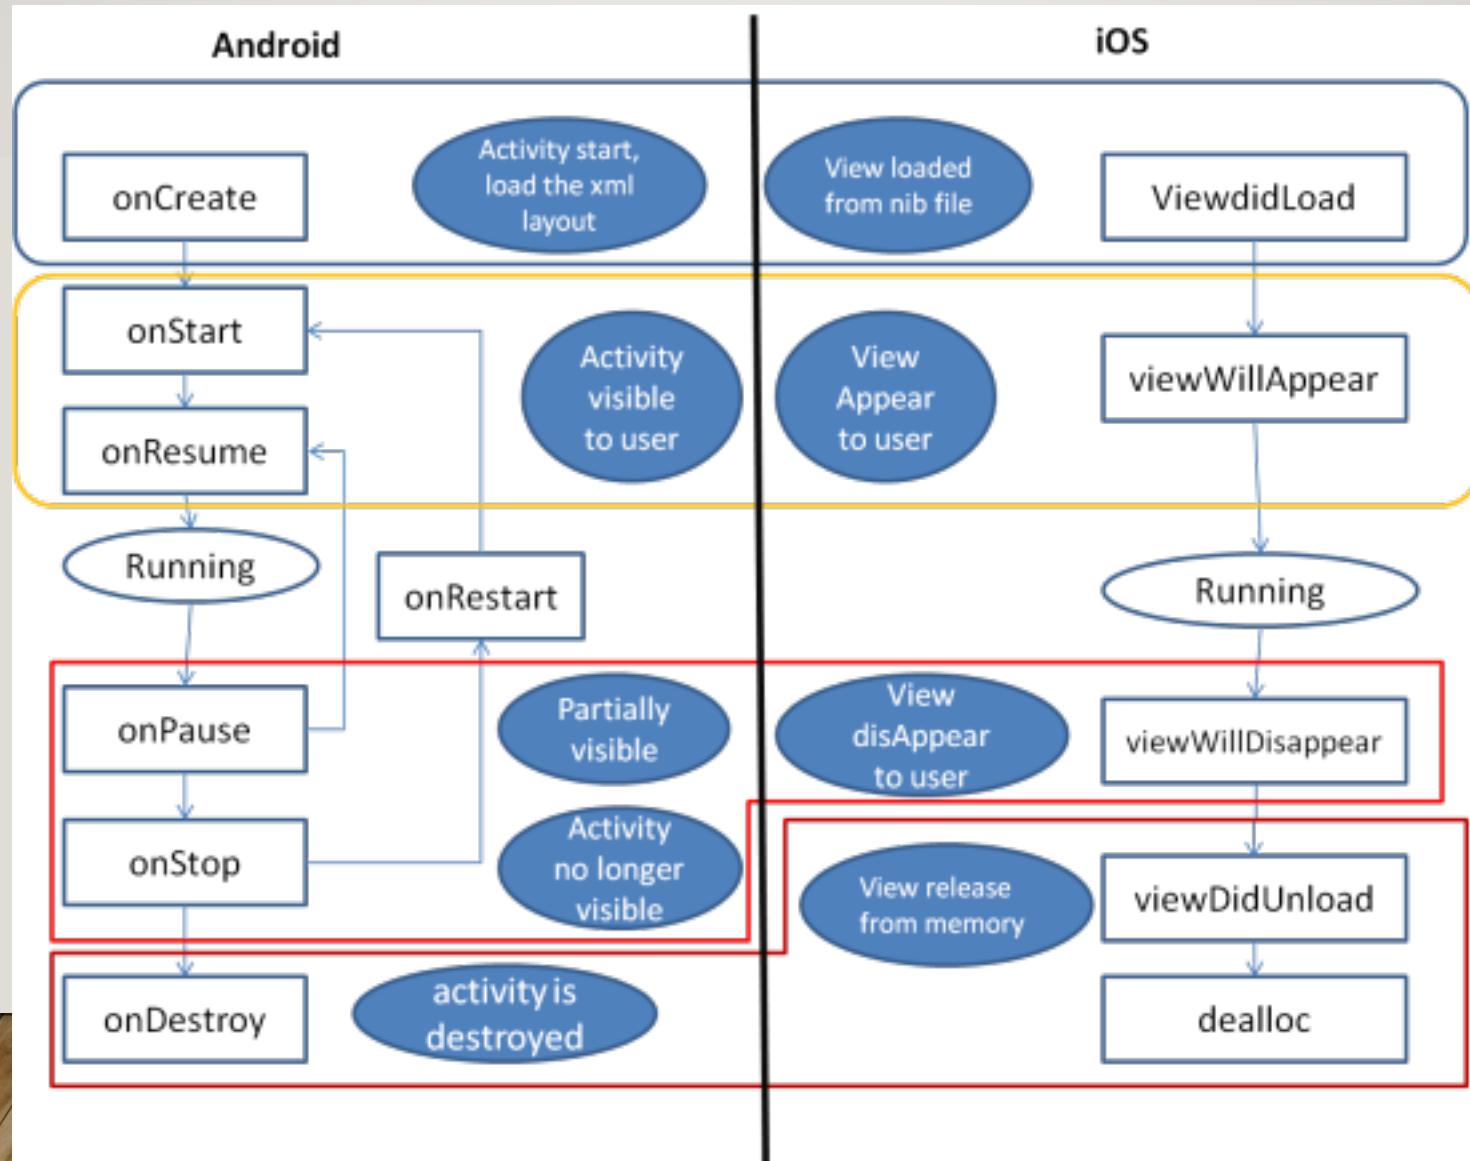 Android
iOS
onCreate
Activity start,
load the xml
layout
View loaded
from nib file
ViewdidLoad
onStart
Activity
visible
to user
View
Appear
to user
viewWillAppear
onResume
Running
onRestart
Running
onPause
Partially
visible
View
disAppear
to user
viewWillDisappear
onStop
Activity
no longer
visible
View release
from memory
viewDidUnload
onDestroy
activity is
destroyed
dealloc